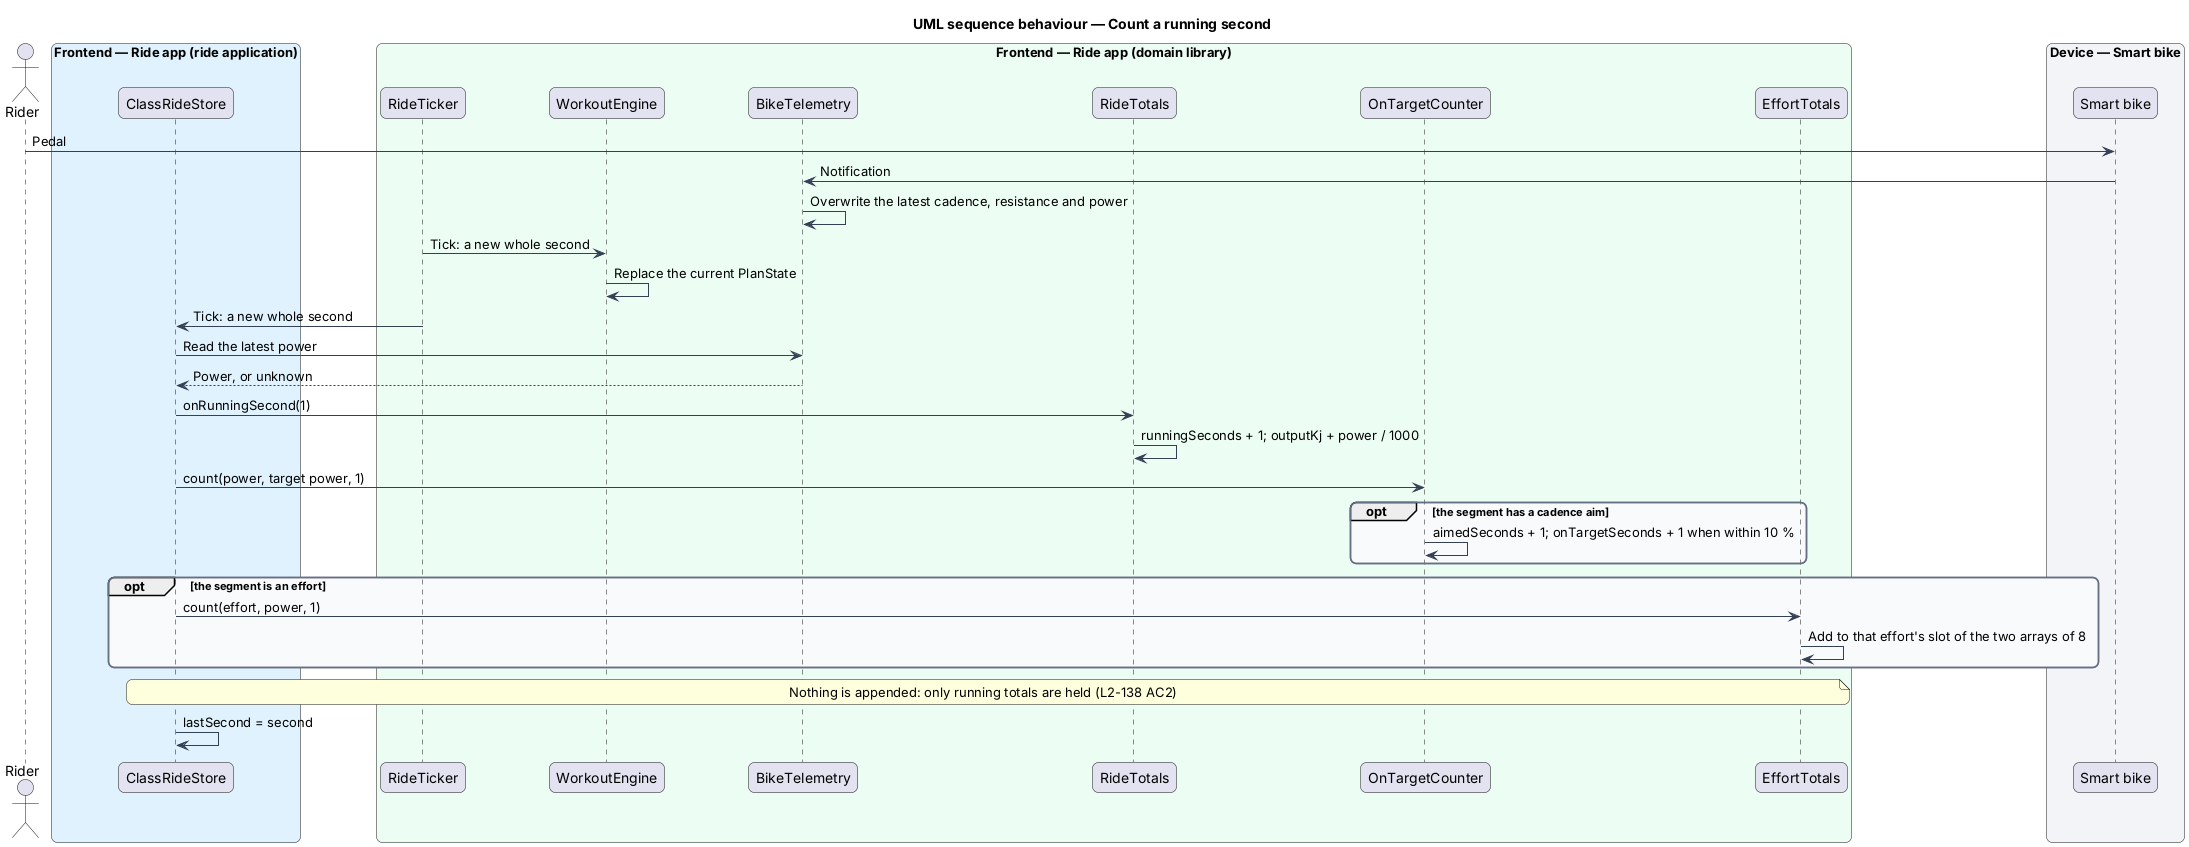 UML sequence behaviour — Count a running second
Frontend — Ride app (ride application)
Frontend — Ride app (domain library)
Device — Smart bike
Rider
ClassRideStore
RideTicker
WorkoutEngine
BikeTelemetry
RideTotals
OnTargetCounter
EffortTotals
Smart bike
Pedal
Notification
Overwrite the latest cadence, resistance and power
Tick: a new whole second
Replace the current PlanState
Tick: a new whole second
Read the latest power
Power, or unknown
onRunningSecond(1)
runningSeconds + 1; outputKj + power / 1000
count(power, target power, 1)
opt
[the segment has a cadence aim]
aimedSeconds + 1; onTargetSeconds + 1 when within 10 %
opt
[the segment is an effort]
count(effort, power, 1)
Add to that effort's slot of the two arrays of 8
Nothing is appended: only running totals are held (L2-138 AC2)
lastSecond = second
Rider
ClassRideStore
RideTicker
WorkoutEngine
BikeTelemetry
RideTotals
OnTargetCounter
EffortTotals
Smart bike